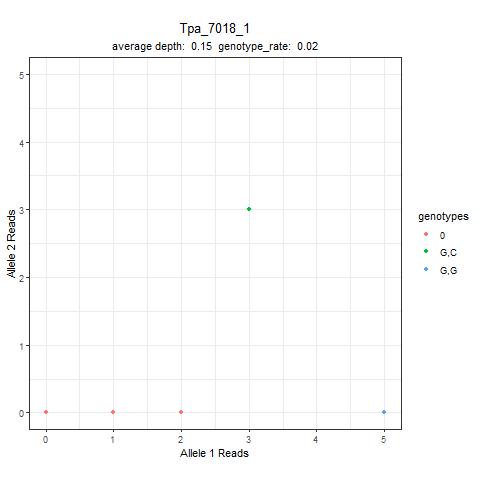 Tpa_7018_1
average depth: 0.15 genotype_rate: 0.02
5
4
3
2
1
0
Allele 2 Reads
0 1 2 3 4 5
Allele 1 Reads
genotypes
0
G,C
G,G